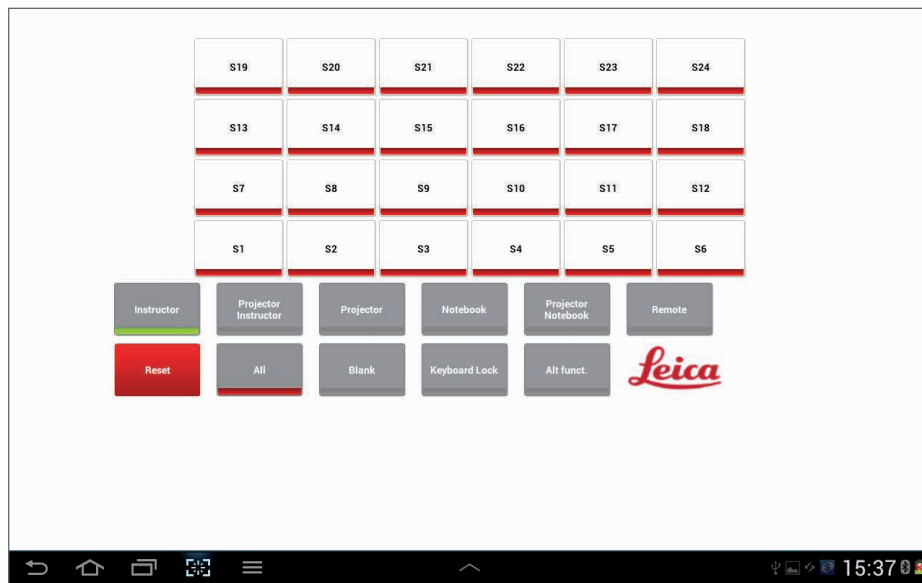 S19 S20 S21 S22 S23 S24
S13 S14 S15 S16 S17 S18
S7 S8 S9 S10 S11 S12
S1 S2 S3 S4 S5 S6
Instructor Projector Instructor Projector Notebook Projector Notebook Remote
Reset All Blank Keyboard Lock Alt funct. Leica
15:37